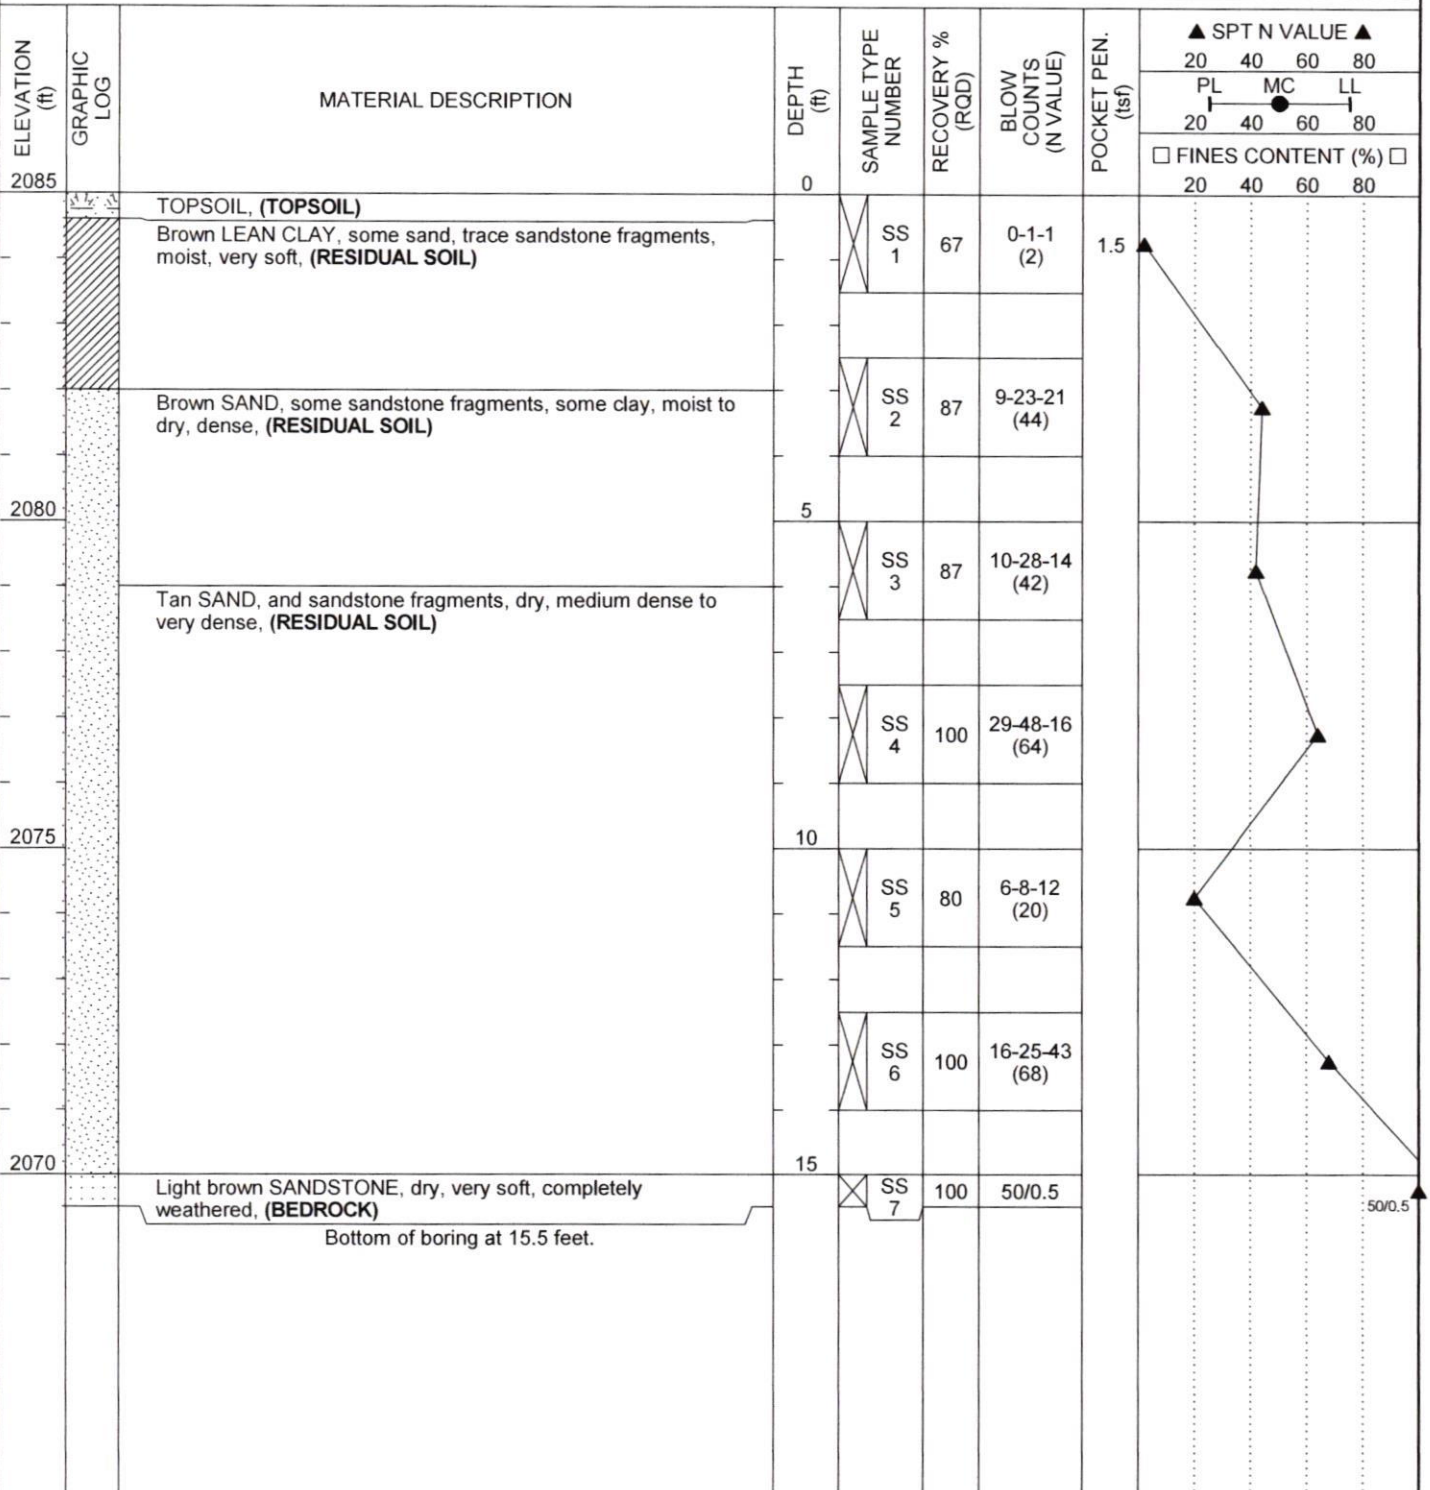 ELEVATION
(ft)
GRAPHIC
LOG
MATERIAL DESCRIPTION
DEPTH
(ft)
SAMPLE TYPE
NUMBER
RECOVERY %
(RQD)
BLOW
COUNTS
(N VALUE)
POCKET PEN.
(tsf)
▲ SPT N VALUE ▲
20 40 60 80
PL MC LL
20 40 60 80
□ FINES CONTENT (%) □
20 40 60 80
2085
0
TOPSOIL, (TOPSOIL)
Brown LEAN CLAY, some sand, trace sandstone fragments,
moist, very soft, (RESIDUAL SOIL)
SS
1
67
0-1-1
(2)
1.5
Brown SAND, some sandstone fragments, some clay, moist to
dry, dense, (RESIDUAL SOIL)
SS
2
87
9-23-21
(44)
2080
5
SS
3
87
10-28-14
(42)
Tan SAND, and sandstone fragments, dry, medium dense to
very dense, (RESIDUAL SOIL)
SS
4
100
29-48-16
(64)
2075
10
SS
5
80
6-8-12
(20)
SS
6
100
16-25-43
(68)
2070
15
Light brown SANDSTONE, dry, very soft, completely
weathered, (BEDROCK)
SS
7
100
50/0.5
50/0.5
Bottom of boring at 15.5 feet.